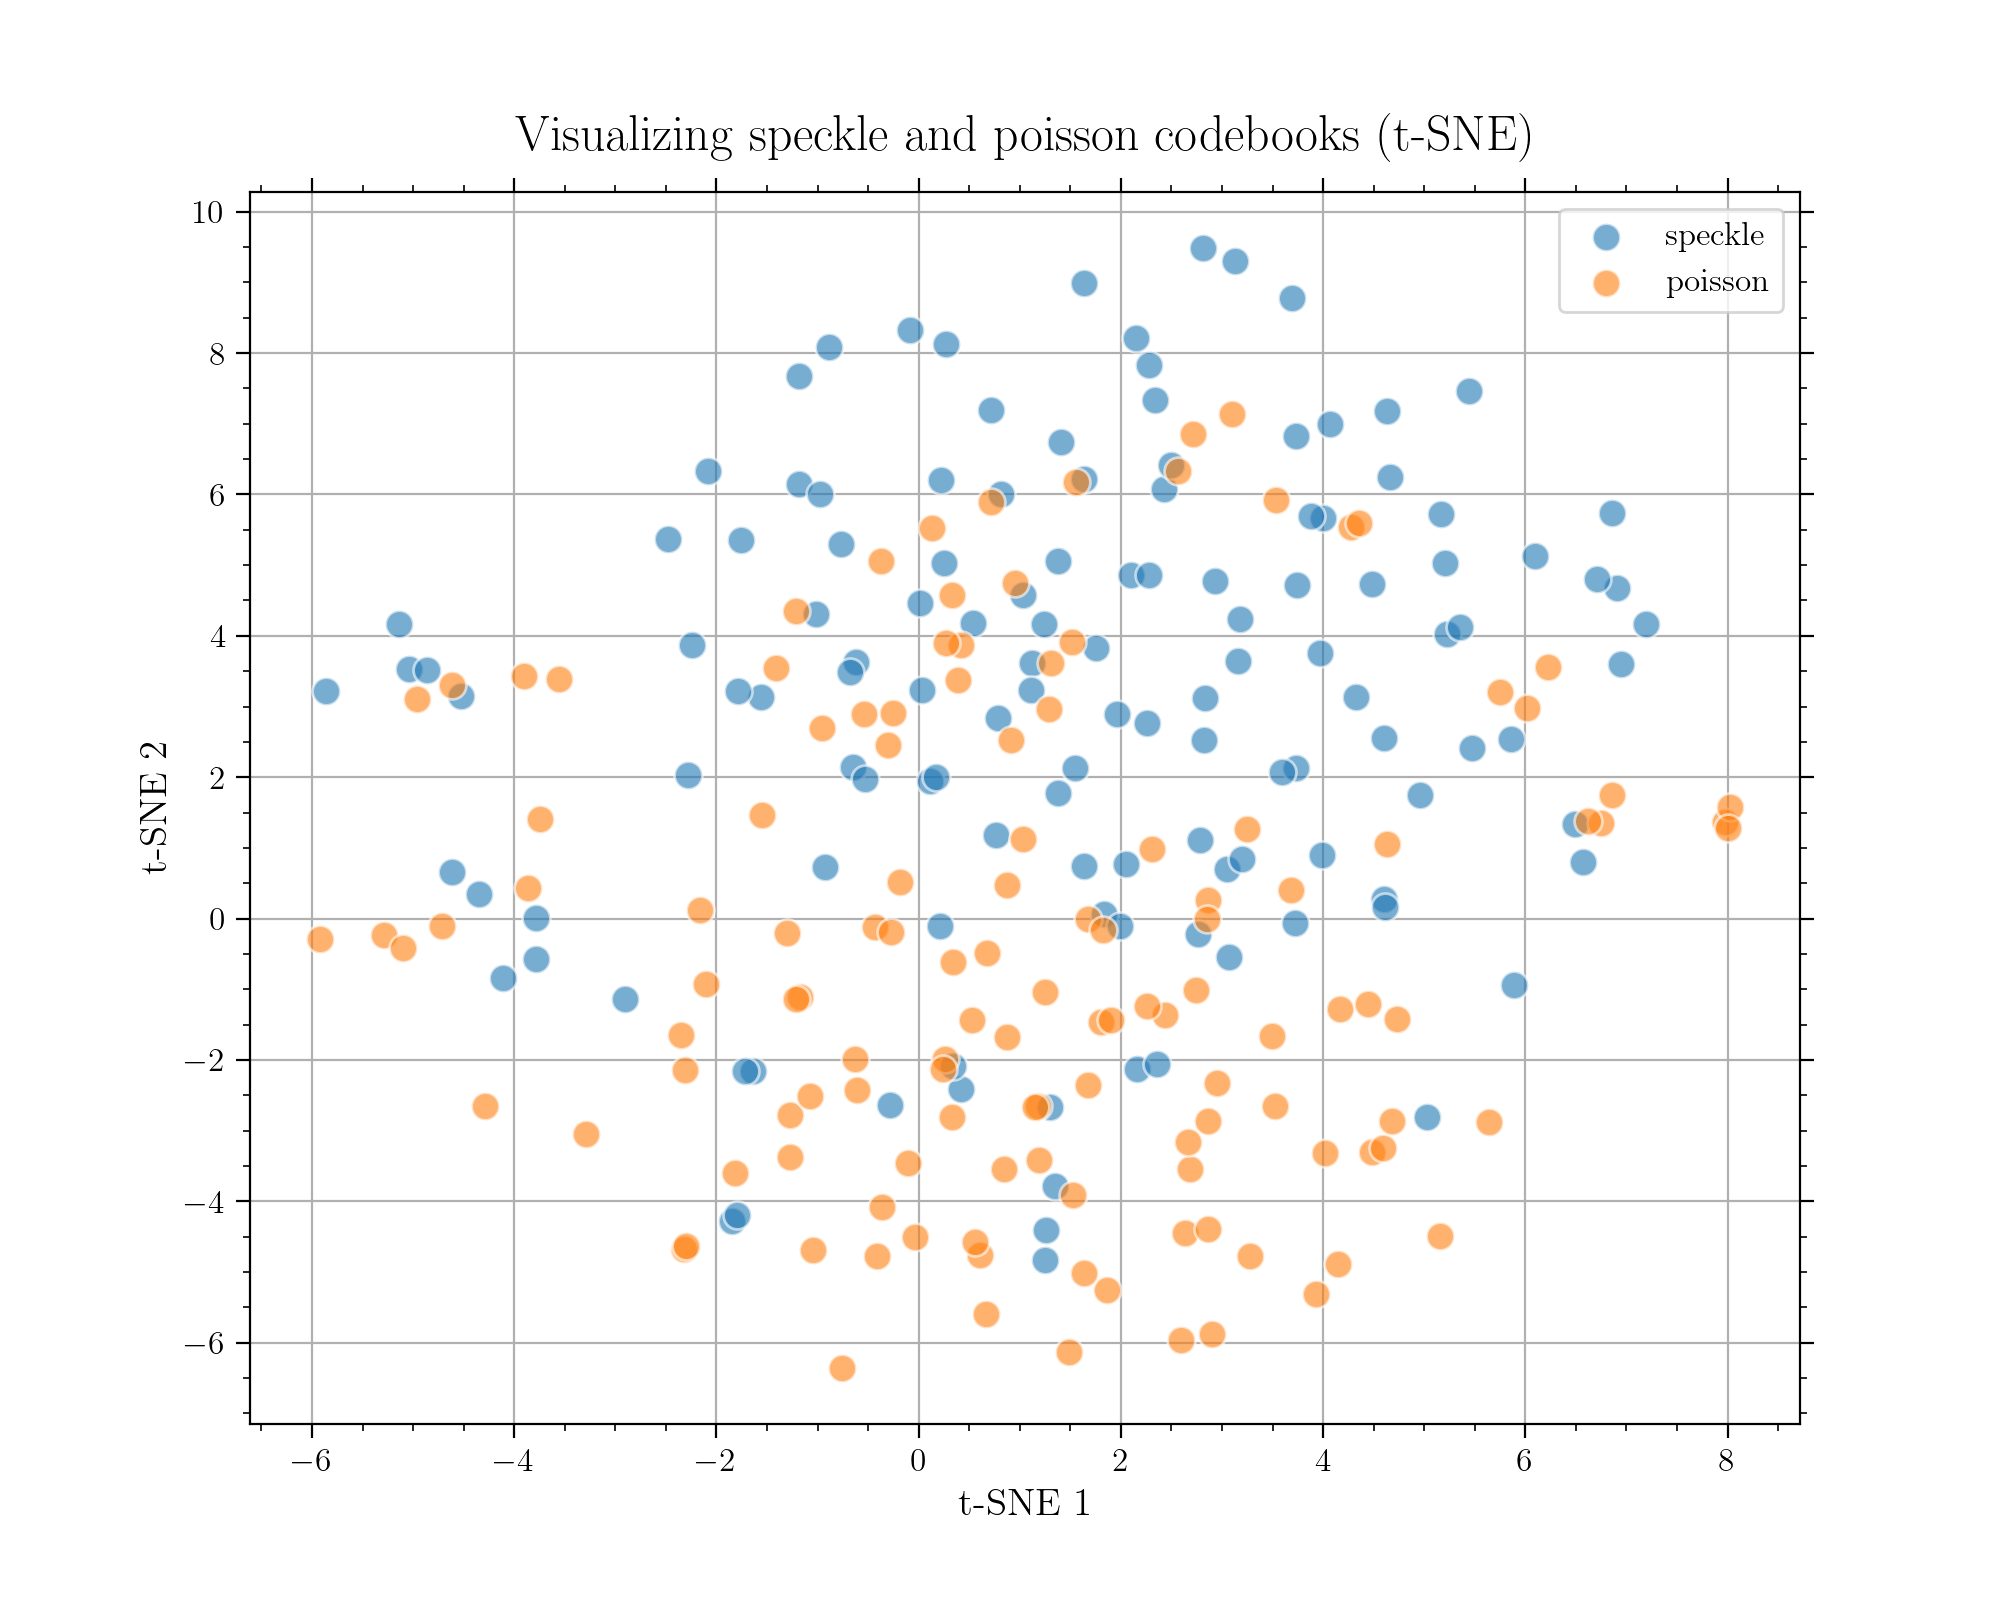 Visualizing speckle and poisson codebooks (t-SNE)
speckle
poisson
10
8
6
4
2
0
−2
−4
−6
t-SNE 2
−6 −4 −2 0 2 4 6 8
t-SNE 1